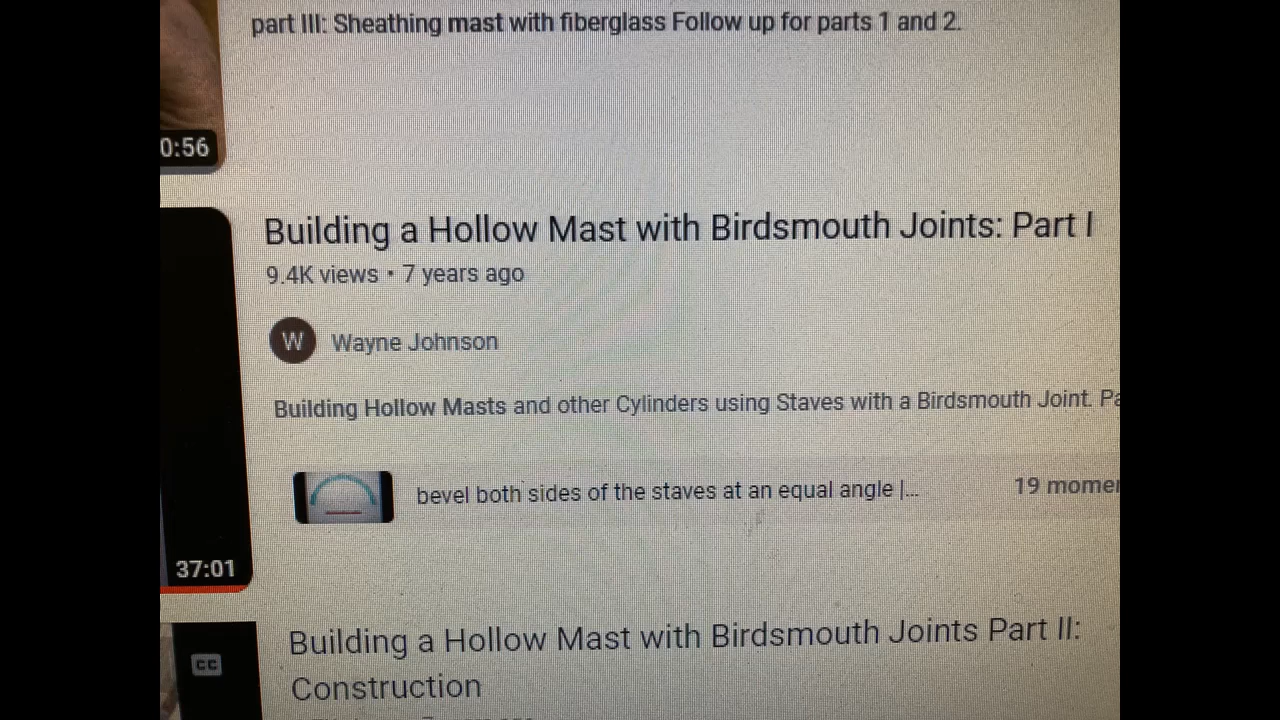 part III: Sheathing mast with fiberglass Follow up for parts 1 and 2.
0:56
Building a Hollow Mast with Birdsmouth Joints: Part I
9.4K views • 7 years ago
W Wayne Johnson
Building Hollow Masts and other Cylinders using Staves with a Birdsmouth Joint. Pa
bevel both sides of the staves at an equal angle |... 19 momen
37:01
Building a Hollow Mast with Birdsmouth Joints Part II:
CC
Construction